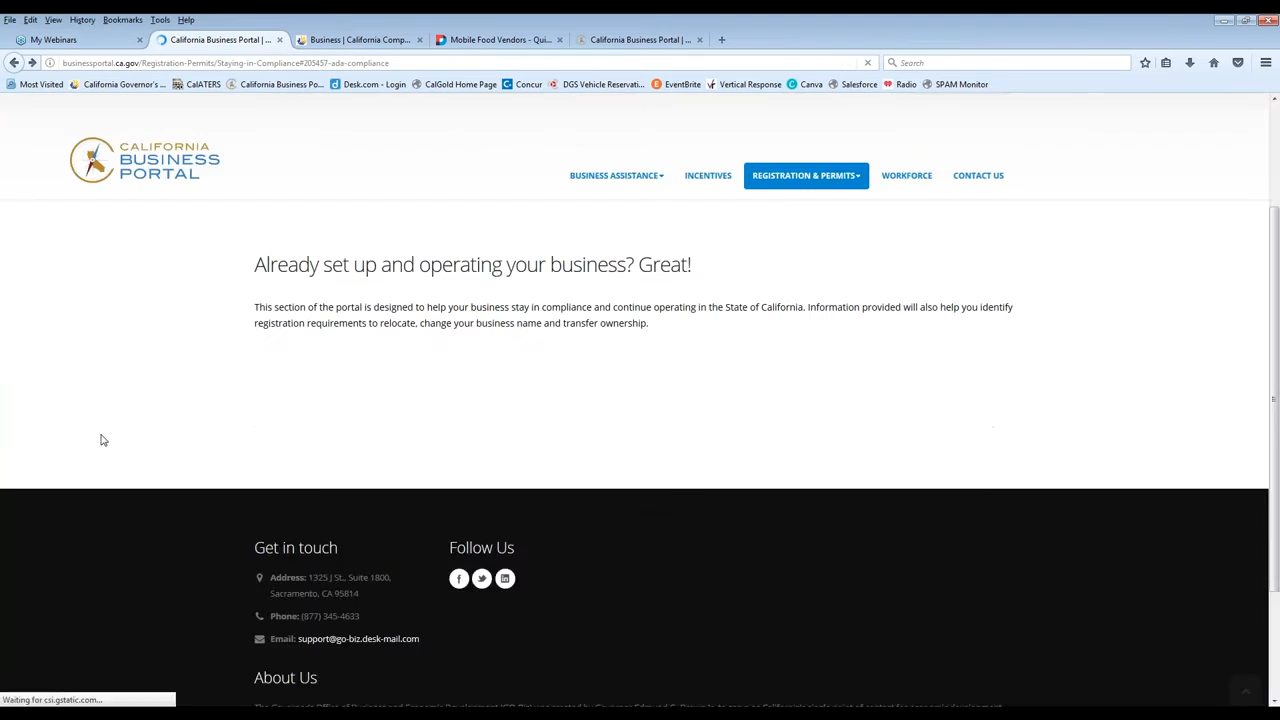 File Edit View History Bookmarks Tools Help
My Webinars × California Business Portal | ... × Business | California Comp... × Mobile Food Vendors - Qui... × California Business Portal | ... × +
businessportal.ca.gov/Registration-Permits/Staying-in-Compliance#205457-ada-compliance Search
Most Visited California Governor's ... CalATERS California Business Po... Desk.com - Login CalGold Home Page Concur DGS Vehicle Reservati... EventBrite Vertical Response Canva Salesforce Radio SPAM Monitor
CALIFORNIA
BUSINESS
PORTAL
BUSINESS ASSISTANCE INCENTIVES REGISTRATION & PERMITS WORKFORCE CONTACT US
Already set up and operating your business? Great!
This section of the portal is designed to help your business stay in compliance and continue operating in the State of California. Information provided will also help you identify
registration requirements to relocate, change your business name and transfer ownership.
Get in touch Follow Us
Address: 1325 J St., Suite 1800,
Sacramento, CA 95814
Phone: (877) 345-4633
Email: support@go-biz.desk-mail.com
About Us
Waiting for csi.gstatic.com...